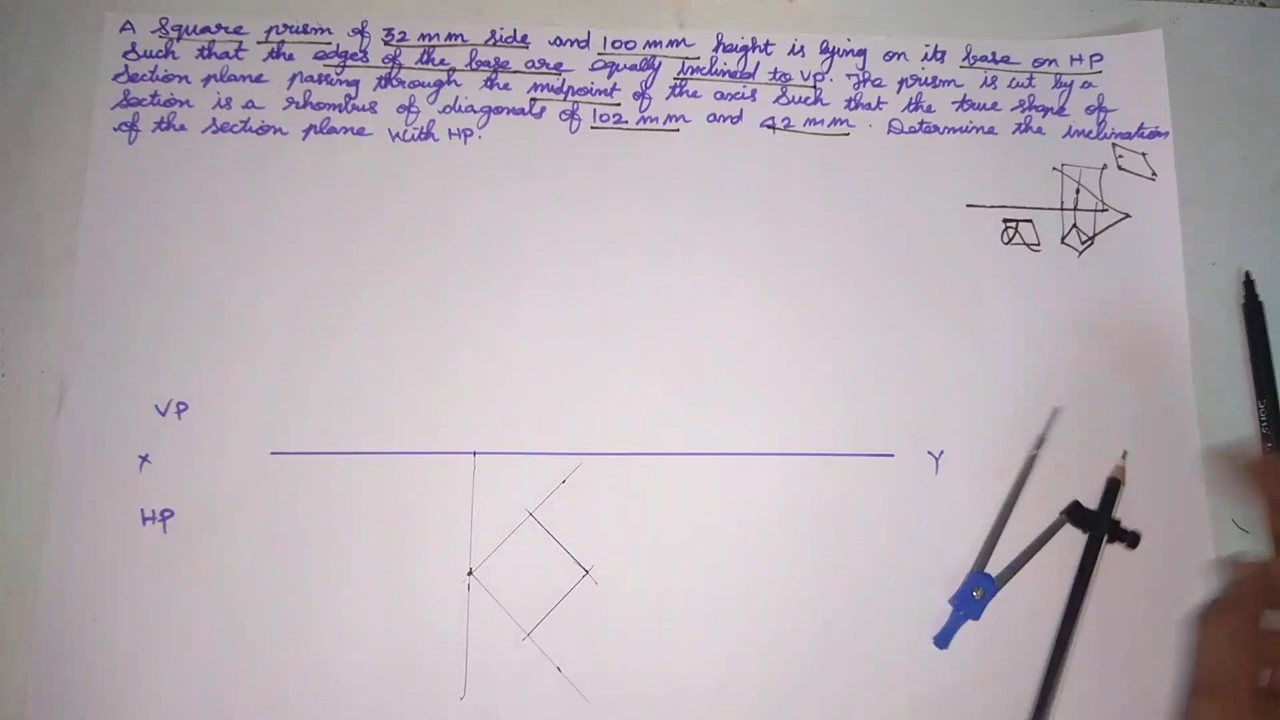 A Square prism of 32 mm side and 100 mm height is lying on its base on HP
Such that the edges of the base are equally inclined to VP. The prism is cut by a
Section plane passing through the midpoint of the axis Such that the true shape of
Section is a rhombus of diagonals of 102 mm and 42 mm. Determine the inclination
of the section plane With HP.
VP
X Y
HP